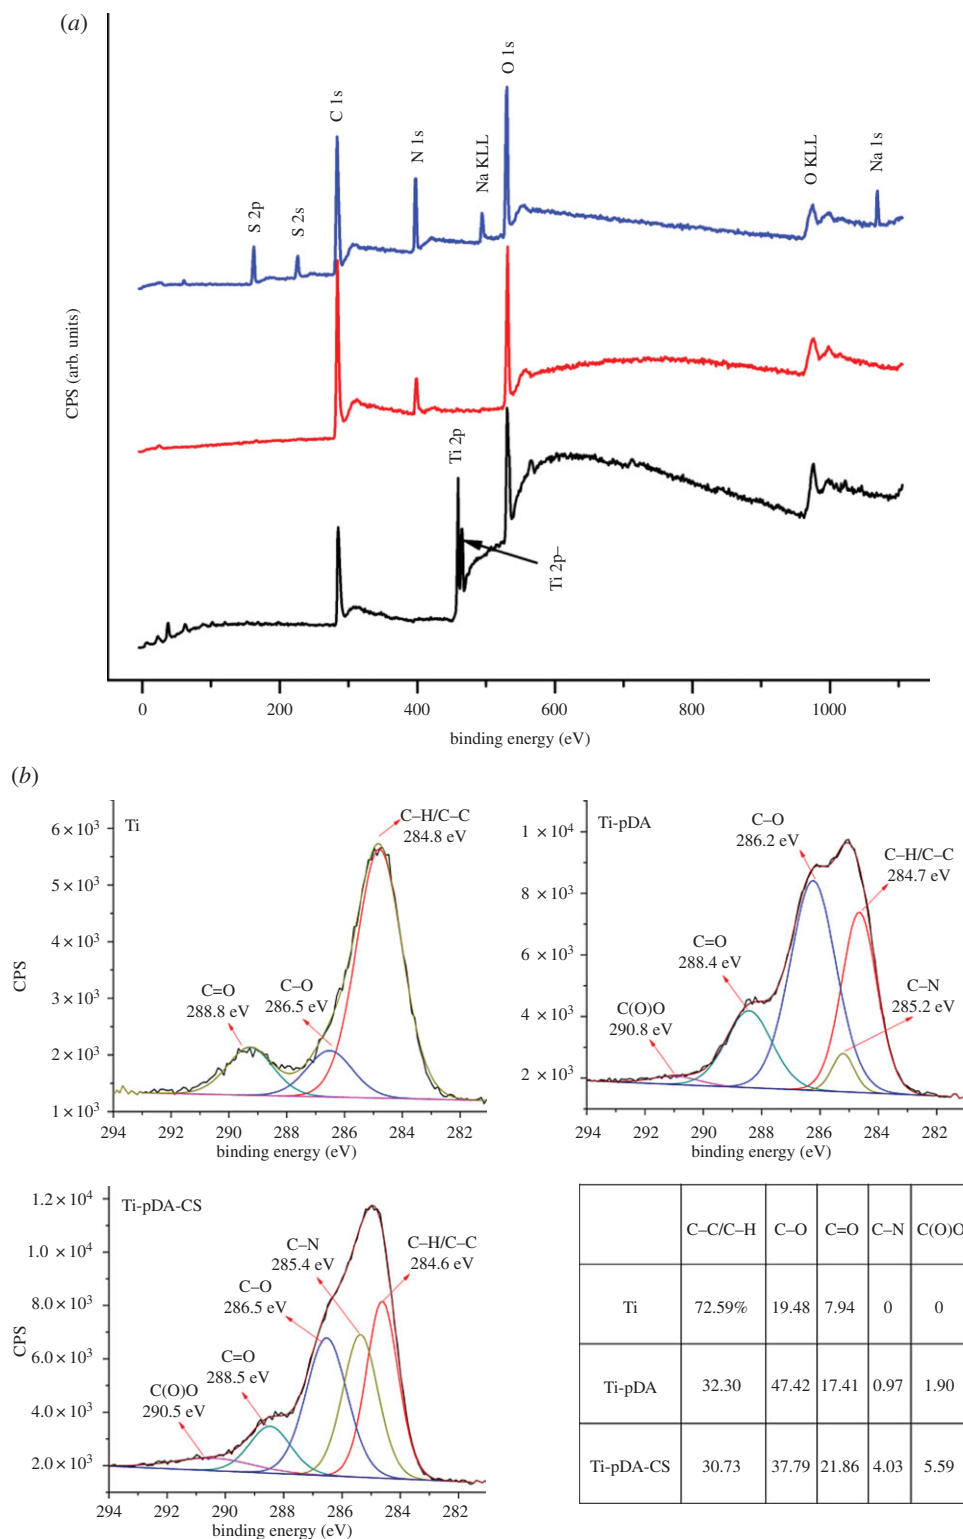 (a)
S 2p
S 2s
C 1s
N 1s
Na KLL
O 1s
O KLL
Na 1s
Ti 2p
Ti 2p–
CPS (arb. units)
0 200 400 600 800 1000
binding energy (eV)
(b)
Ti
C–H/C–C
284.8 eV
C=O
288.8 eV
C–O
286.5 eV
6 × 10³
5 × 10³
4 × 10³
3 × 10³
2 × 10³
1 × 10³
CPS
294 292 290 288 286 284 282
binding energy (eV)
Ti-pDA
C–O
286.2 eV
C–H/C–C
284.7 eV
C=O
288.4 eV
C–N
285.2 eV
C(O)O
290.8 eV
1 × 10⁴
8 × 10³
6 × 10³
4 × 10³
2 × 10³
294 292 290 288 286 284 282
binding energy (eV)
Ti-pDA-CS
C–N
285.4 eV
C–H/C–C
284.6 eV
C–O
286.5 eV
C=O
288.5 eV
C(O)O
290.5 eV
1.2 × 10⁴
1.0 × 10⁴
8.0 × 10³
6.0 × 10³
4.0 × 10³
2.0 × 10³
CPS
294 292 290 288 286 284 282
binding energy (eV)
C–C/C–H C–O C=O C–N C(O)O
Ti 72.59% 19.48 7.94 0 0
Ti-pDA 32.30 47.42 17.41 0.97 1.90
Ti-pDA-CS 30.73 37.79 21.86 4.03 5.59